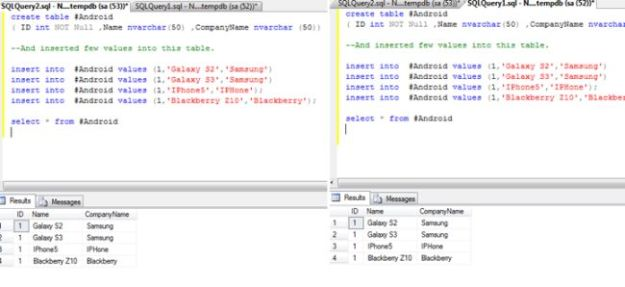 SQLQuery2.sql - N....tempdb (sa (53))* SQLQuery1.sql - N....tempdb (sa (52))*
create table #Android
( ID int NOT Null ,Name nvarchar(50) ,CompanyName nvarchar (50))
--And inserted few values into this table.
insert into #Android values (1,'Galaxy S2','Samsung')
insert into #Android values (1,'Galaxy S3','Samsung')
insert into #Android values (1,'IPhone5','IPHone');
insert into #Android values (1,'Blackberry Z10','Blackberry');
select * from #Android
Results Messages
ID Name CompanyName
1 1 Galaxy S2 Samsung
2 1 Galaxy S3 Samsung
3 1 IPhone5 IPHone
4 1 Blackberry Z10 Blackberry
SQLQuery2.sql - N....tempdb (sa (53))* SQLQuery1.sql - N....tempdb (sa (52))*
create table #Android
( ID int NOT Null ,Name nvarchar(50) ,CompanyName nvarchar
--And inserted few values into this table.
insert into #Android values (1,'Galaxy S2','Samsung')
insert into #Android values (1,'Galaxy S3','Samsung')
insert into #Android values (1,'IPhone5','IPHone');
insert into #Android values (1,'Blackberry Z10','Blackber
select * from #Android
Results Messages
ID Name CompanyName
1 1 Galaxy S2 Samsung
2 1 Galaxy S3 Samsung
3 1 IPhone5 IPHone
4 1 Blackberry Z10 Blackberry